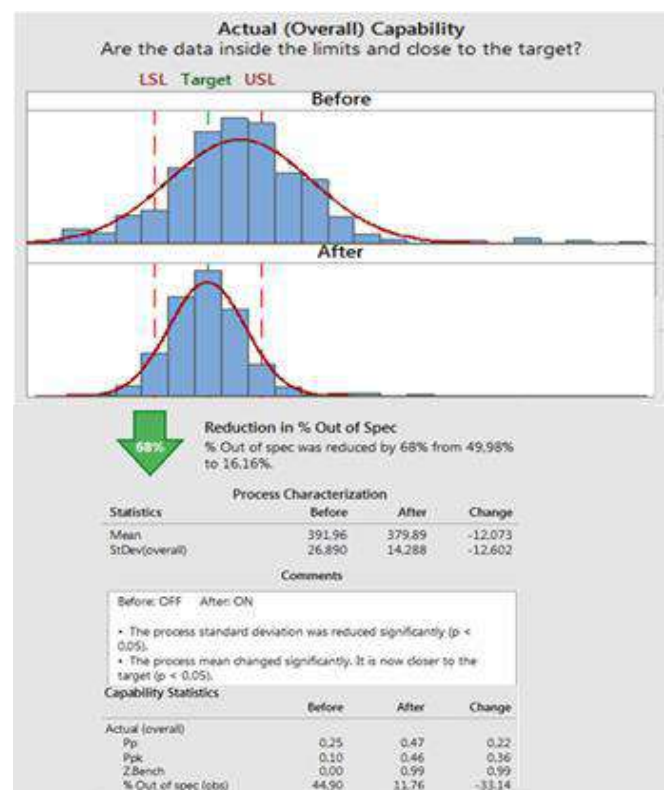 Actual (Overall) Capability
Are the data inside the limits and close to the target?
LSL Target USL
Before
After
68%
Reduction in % Out of Spec
% Out of spec was reduced by 68% from 49,98%
to 16,16%.
Process Characterization
Statistics Before After Change
Mean 391,96 379,89 -12,073
StDev(overall) 26,890 14,288 -12,602
Comments
Before: OFF After: ON
• The process standard deviation was reduced significantly (p <
0,05).
• The process mean changed significantly. It is now closer to the
target (p < 0,05).
Capability Statistics
Before After Change
Actual (overall)
Pp 0,25 0,47 0,22
Ppk 0,10 0,46 0,36
Z.Bench 0,00 0,99 0,99
% Out of spec (obs) 44,90 11,76 -33,14